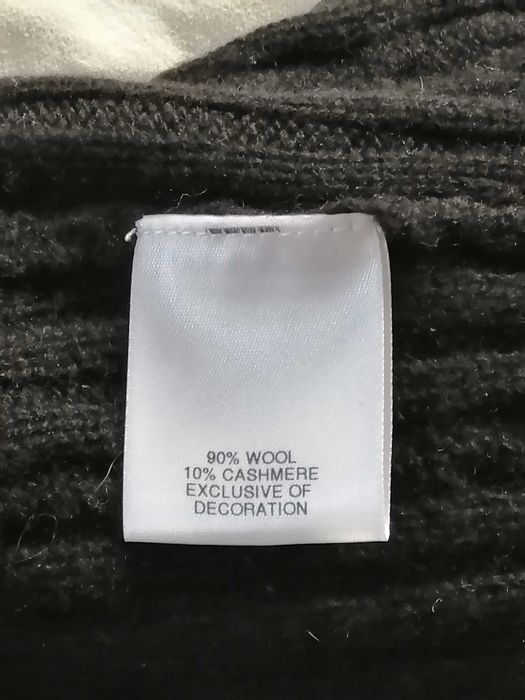 90% WOOL
10% CASHMERE
EXCLUSIVE OF
DECORATION